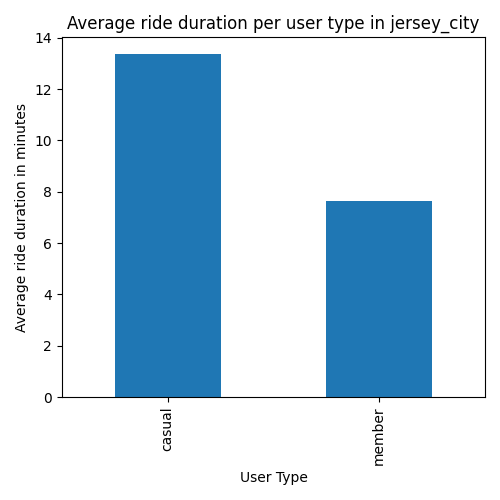 Average ride duration per user type in jersey_city
Average ride duration in minutes
14
12
10
8
6
4
2
0
casual
member
User Type